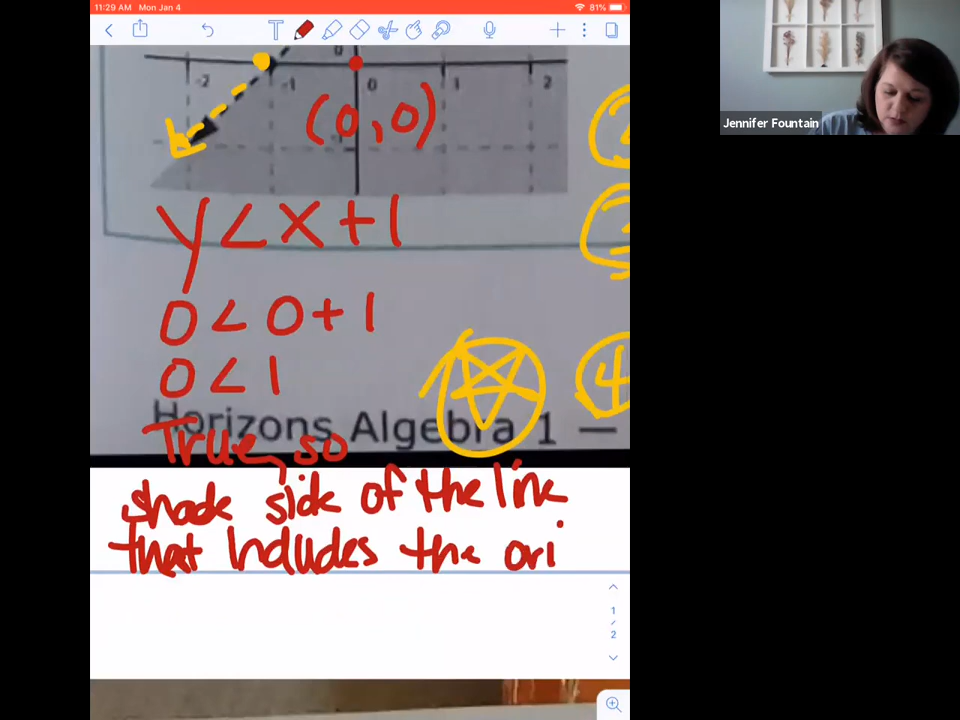 11:29 AM Mon Jan 4
81%
T
Jennifer Fountain
0
-2
-1
0
1
2
(0,0)
y < x + 1
0 < 0 + 1
0 < 1
4
Horizons Algebra 1 —
True, so
shade side of the line
that includes the ori
1
2